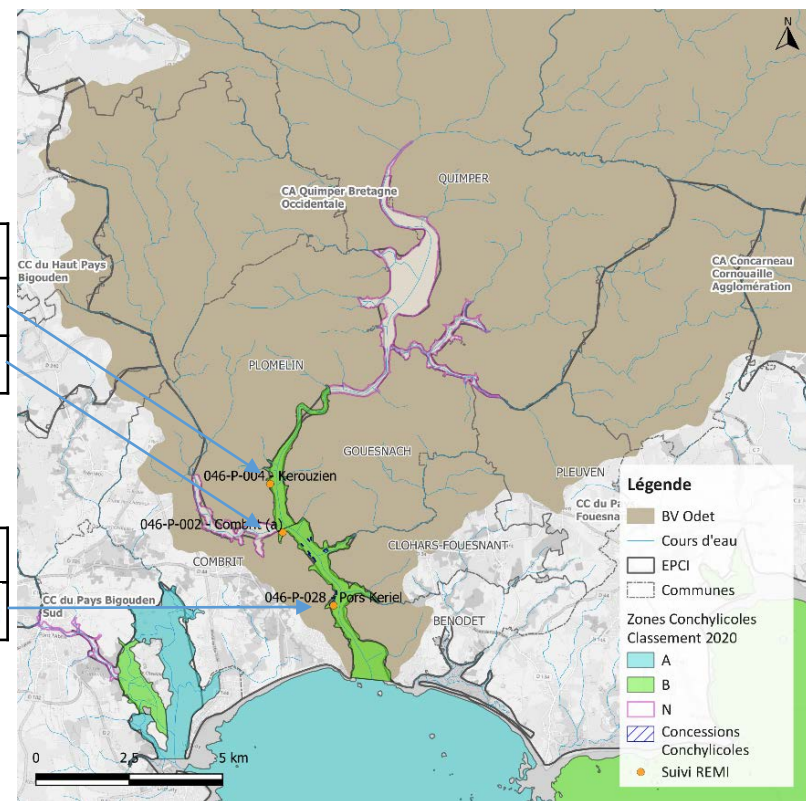 N
QUIMPER
CA Quimper Bretagne
Occidentale
CC du Haut Pays
Bigouden
CA Concarneau
Cornouaille
Agglomération
PLOMELIN
GOUESNACH
PLEUVEN
046-P-004 - Kerouzien
CC du Pa
Fouesna
046-P-002 - Combrit (a)
CLOHARS-FOUESNANT
COMBRIT
CC du Pays Bigouden
Sud
046-P-028 - Pors Keriel
BENODET
0 2,5 5 km
Légende
BV Odet
Cours d'eau
EPCI
Communes
Zones Conchylicoles
Classement 2020
A
B
N
Concessions
Conchylicoles
Suivi REMI